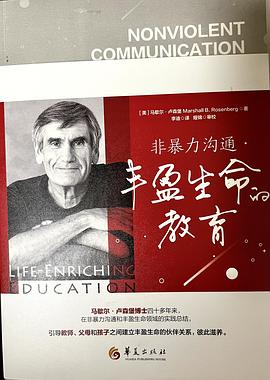 NONVIOLENT
COMMUNICATION
[美] 马歇尔·卢森堡 Marshall B. Rosenberg ◎ 著
李迪 ◎ 译
非暴力沟通
丰盈生命的
教育
LIFE-ENRICHING
EDUCATION
马歇尔·卢森堡博士四十多年来,
在非暴力沟通和丰盈生命领域的实践总结,
引导教师、父母和孩子之间建立丰盈生命的伙伴关系,彼此滋养。
华夏出版社